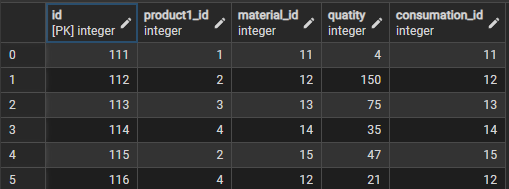 id product1_id material_id quatity consumation_id
[PK] integer integer integer integer integer
0 111 1 11 4 11
1 112 2 12 150 12
2 113 3 13 75 13
3 114 4 14 35 14
4 115 2 15 47 15
5 116 4 12 21 12